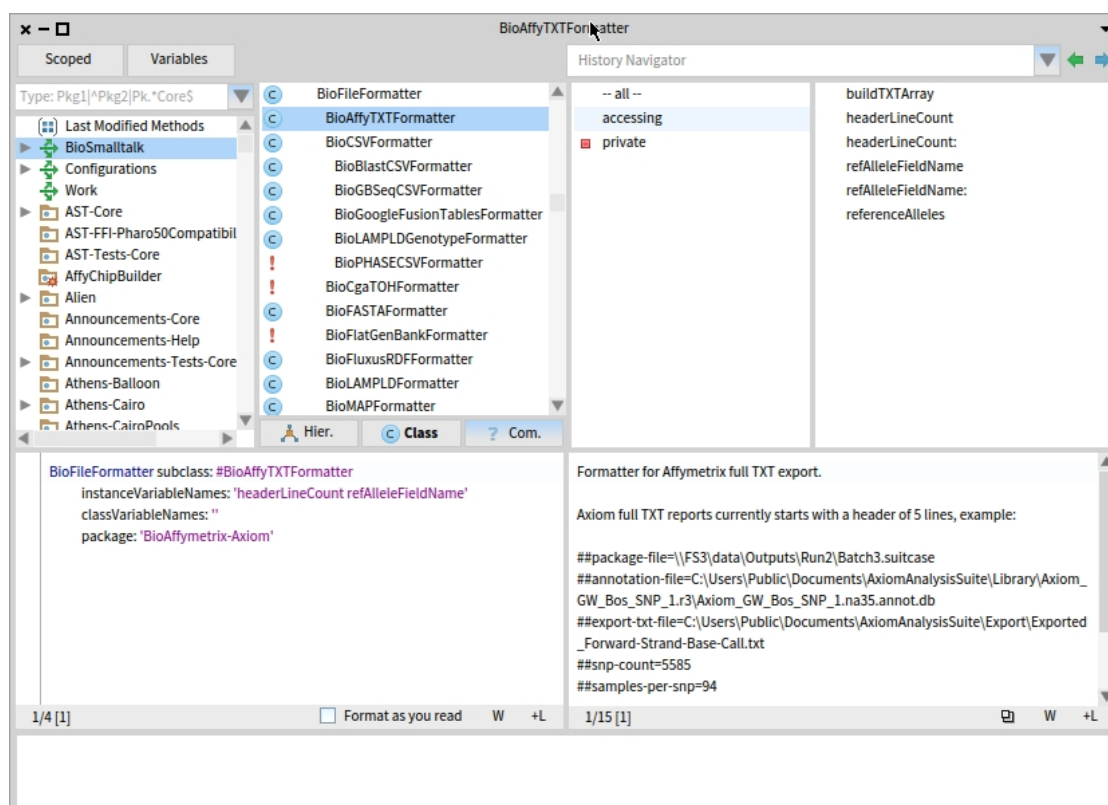 BioAffyTXTFormatter
Scoped
Variables
History Navigator
Type: Pkg1|^Pkg2|Pk.*Core$
Last Modified Methods
BioSmalltalk
Configurations
Work
AST-Core
AST-FFI-Pharo50Compatibil
AST-Tests-Core
AffyChipBuilder
Alien
Announcements-Core
Announcements-Help
Announcements-Tests-Core
Athens-Balloon
Athens-Cairo
Athens-CairoPools
BioFileFormatter
BioAffyTXTFormatter
BioCSVFormatter
BioBlastCSVFormatter
BioGBSeqCSVFormatter
BioGoogleFusionTablesFormatter
BioLAMPLDGenotypeFormatter
BioPHASECSVFormatter
BioCgaTOHFormatter
BioFASTAFormatter
BioFlatGenBankFormatter
BioFluxusRDFFormatter
BioLAMPLDFormatter
BioMAPFormatter
Hier.
C Class
? Com.
-- all --
accessing
private
buildTXTArray
headerLineCount
headerLineCount:
refAlleleFieldName
refAlleleFieldName:
referenceAlleles
BioFileFormatter subclass: #BioAffyTXTFormatter
instanceVariableNames: 'headerLineCount refAlleleFieldName'
classVariableNames: ''
package: 'BioAffymetrix-Axiom'
1/4 [1]
Format as you read
W
+L
Formatter for Affymetrix full TXT export.
Axiom full TXT reports currently starts with a header of 5 lines, example:
##package-file=\\FS3\data\Outputs\Run2\Batch3.suitcase
##annotation-file=C:\Users\Public\Documents\AxiomAnalysisSuite\Library\Axiom_
GW_Bos_SNP_1.r3\Axiom_GW_Bos_SNP_1.na35.annot.db
##export-txt-file=C:\Users\Public\Documents\AxiomAnalysisSuite\Export\Exported
_Forward-Strand-Base-Call.txt
##snp-count=5585
##samples-per-snp=94
1/15 [1]
W
+L